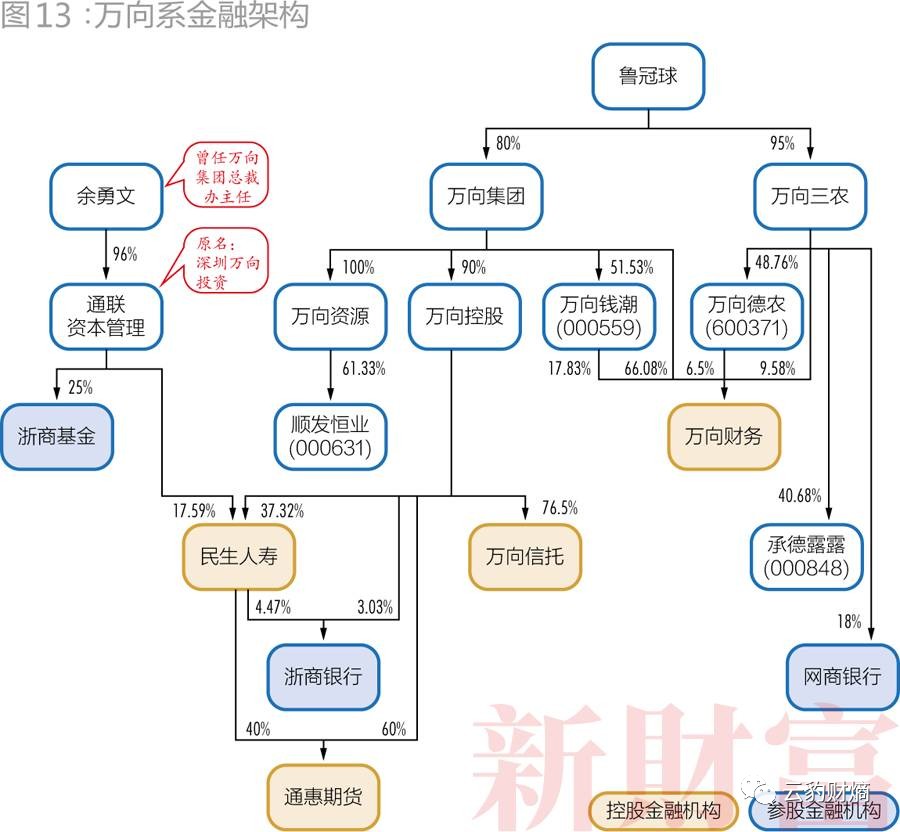 图13：万向系金融架构
鲁冠球
80%
95%
曾任万向
集团总裁
办主任
余勇文
万向集团
万向三农
96%
原名：
深圳万向
投资
100%
90%
51.53%
48.76%
通联
资本管理
万向资源
万向控股
万向钱潮
(000559)
万向德农
(600371)
25%
61.33%
17.83%
66.08%
6.5%
9.58%
浙商基金
顺发恒业
(000631)
万向财务
17.59%
37.32%
76.5%
40.68%
民生人寿
万向信托
承德露露
(000848)
4.47%
3.03%
18%
浙商银行
网商银行
40%
60%
通惠期货
新財富
云豹财熵
控股金融机构
参股金融机构